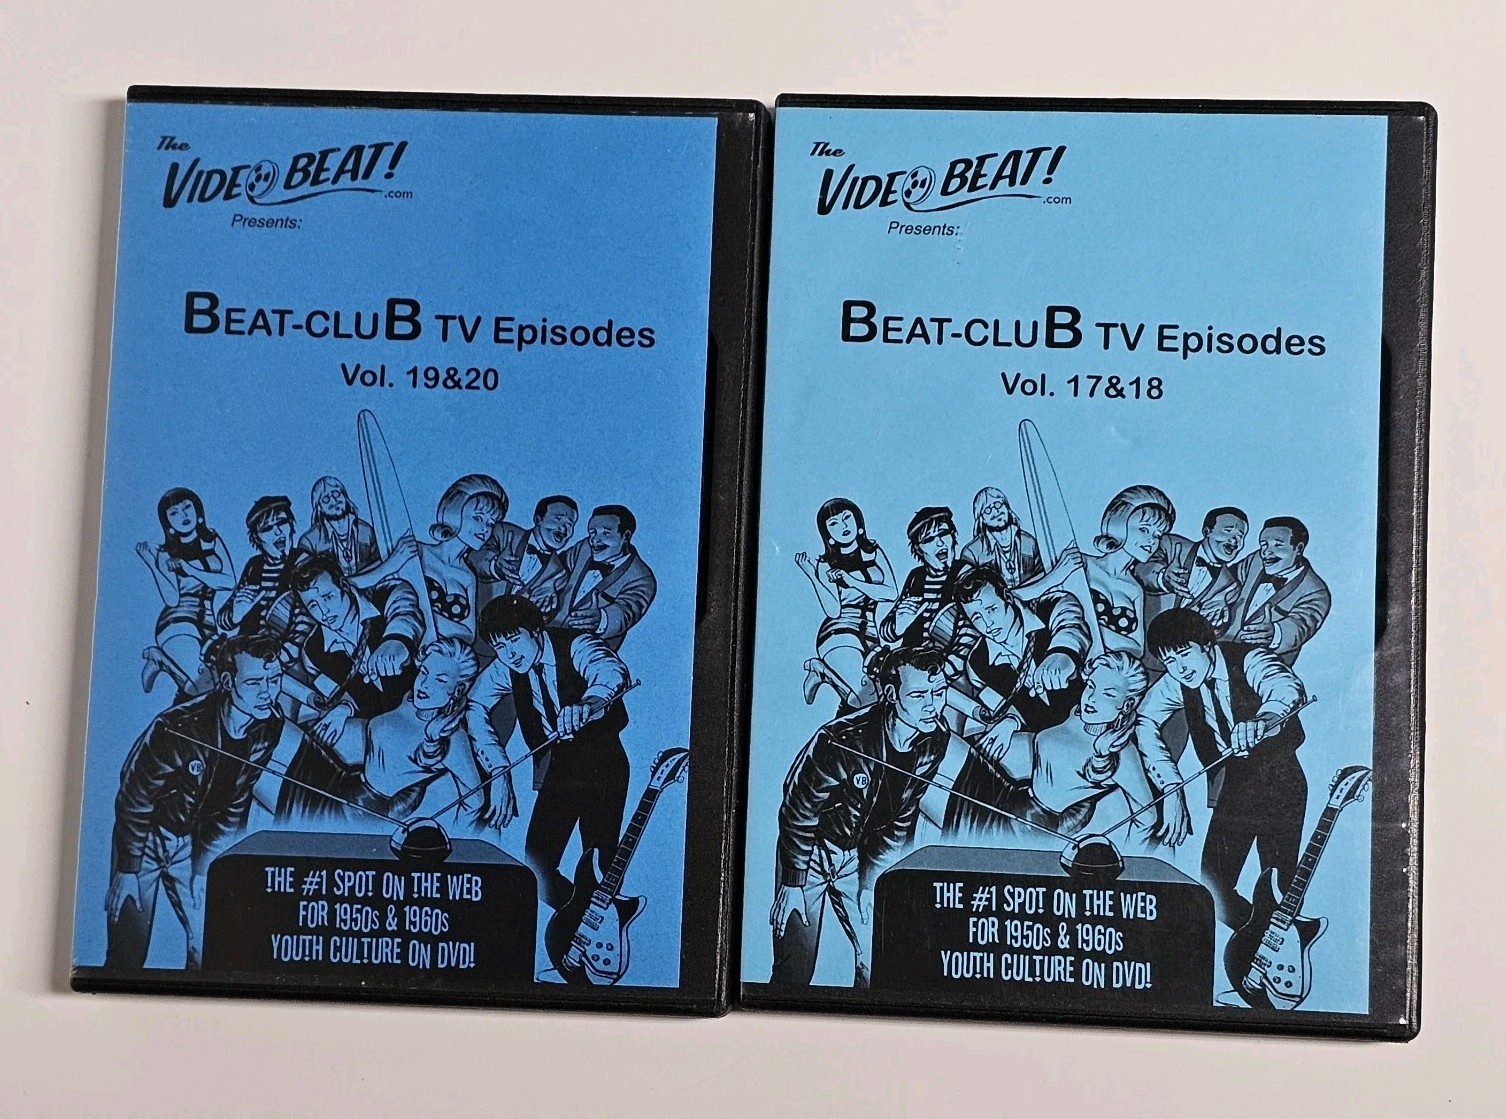 The
VIDEO BEAT!
.com
Presents:
BEAT-CLUB TV Episodes
Vol. 19&20
VB
THE #1 SPOT ON THE WEB
FOR 1950s & 1960s
YOUTH CULTURE ON DVD!
The
VIDEO BEAT!
.com
Presents:
BEAT-CLUB TV Episodes
Vol. 17&18
VB
THE #1 SPOT ON THE WEB
FOR 1950s & 1960s
YOUTH CULTURE ON DVD!